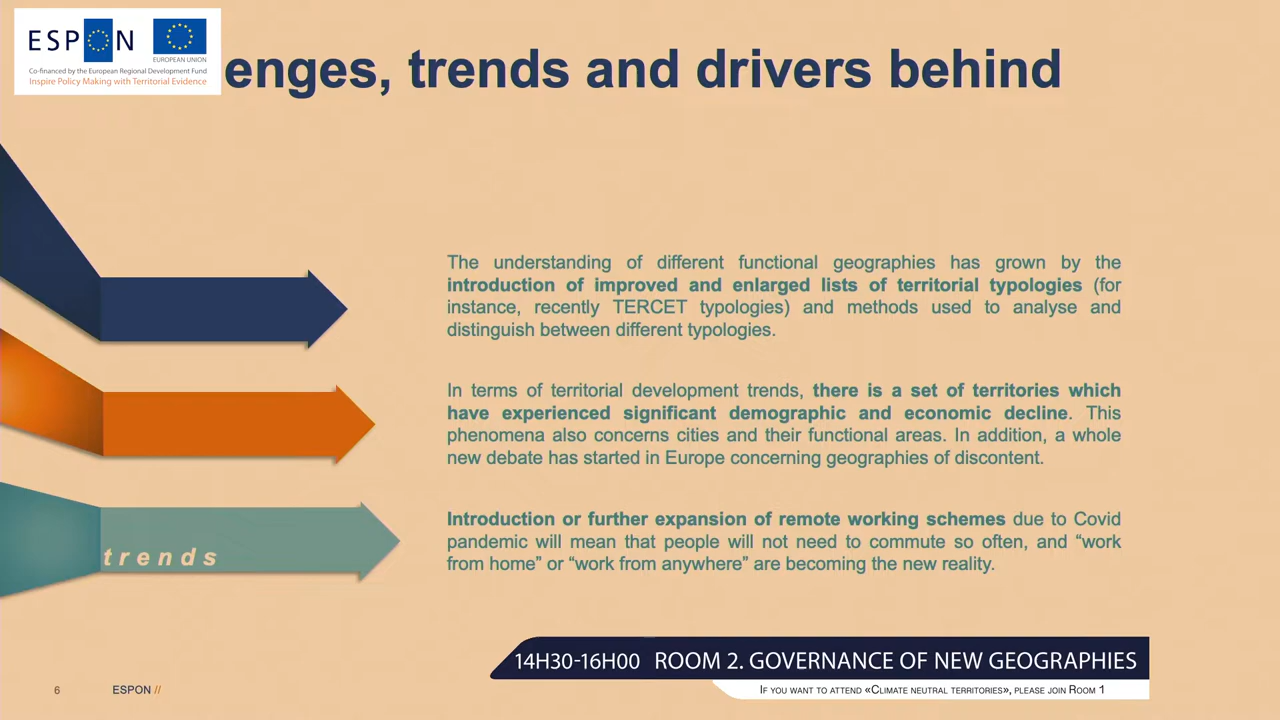 ESPON
EUROPEAN UNION
Co-financed by the European Regional Development Fund
Inspire Policy Making with Territorial Evidence
enges, trends and drivers behind
The understanding of different functional geographies has grown by the
introduction of improved and enlarged lists of territorial typologies (for
instance, recently TERCET typologies) and methods used to analyse and
distinguish between different typologies.
In terms of territorial development trends, there is a set of territories which
have experienced significant demographic and economic decline. This
phenomena also concerns cities and their functional areas. In addition, a whole
new debate has started in Europe concerning geographies of discontent.
trends
Introduction or further expansion of remote working schemes due to Covid
pandemic will mean that people will not need to commute so often, and “work
from home” or “work from anywhere” are becoming the new reality.
14H30-16H00 ROOM 2. GOVERNANCE OF NEW GEOGRAPHIES
IF YOU WANT TO ATTEND «CLIMATE NEUTRAL TERRITORIES», PLEASE JOIN ROOM 1
6 ESPON //